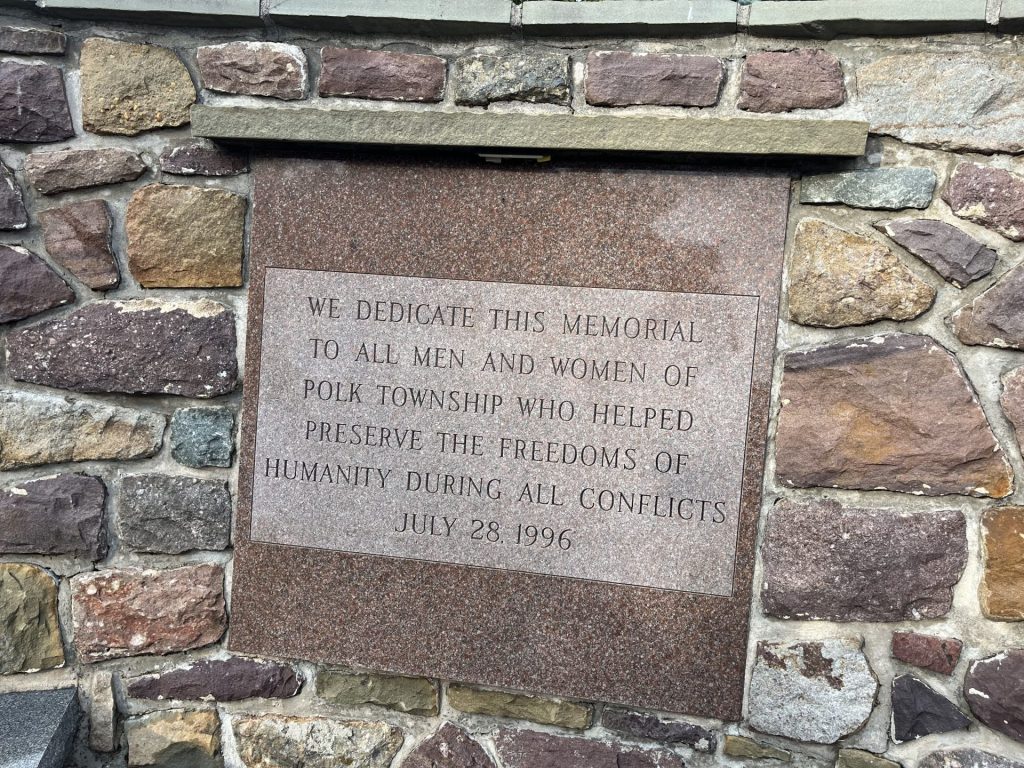 WE DEDICATE THIS MEMORIAL
TO ALL MEN AND WOMEN OF
POLK TOWNSHIP WHO HELPED
PRESERVE THE FREEDOMS OF
HUMANITY DURING ALL CONFLICTS
JULY 28, 1996